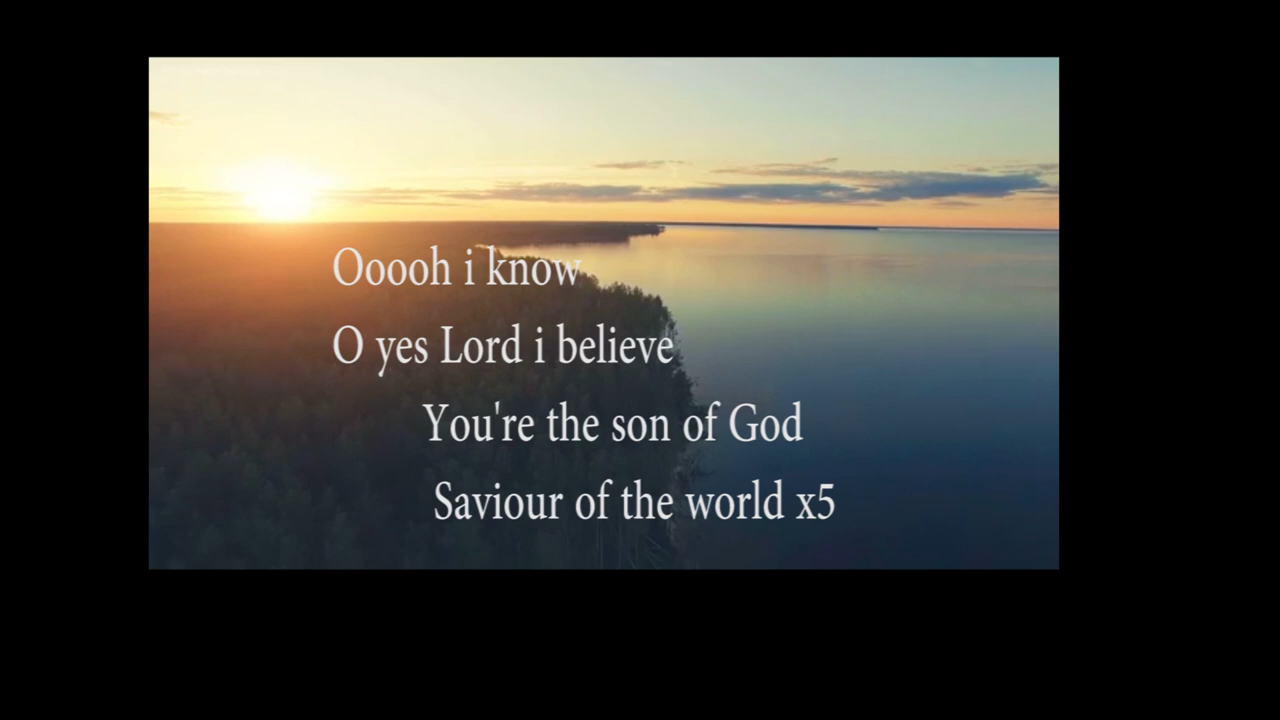 Ooooh i know
O yes Lord i believe
You're the son of God
Saviour of the world x5